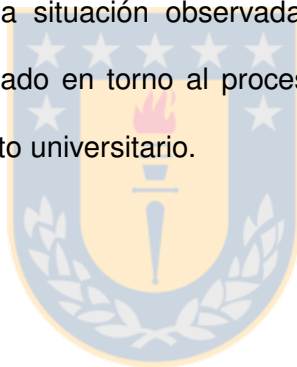 a situación observada
ado en torno al proces
to universitario.